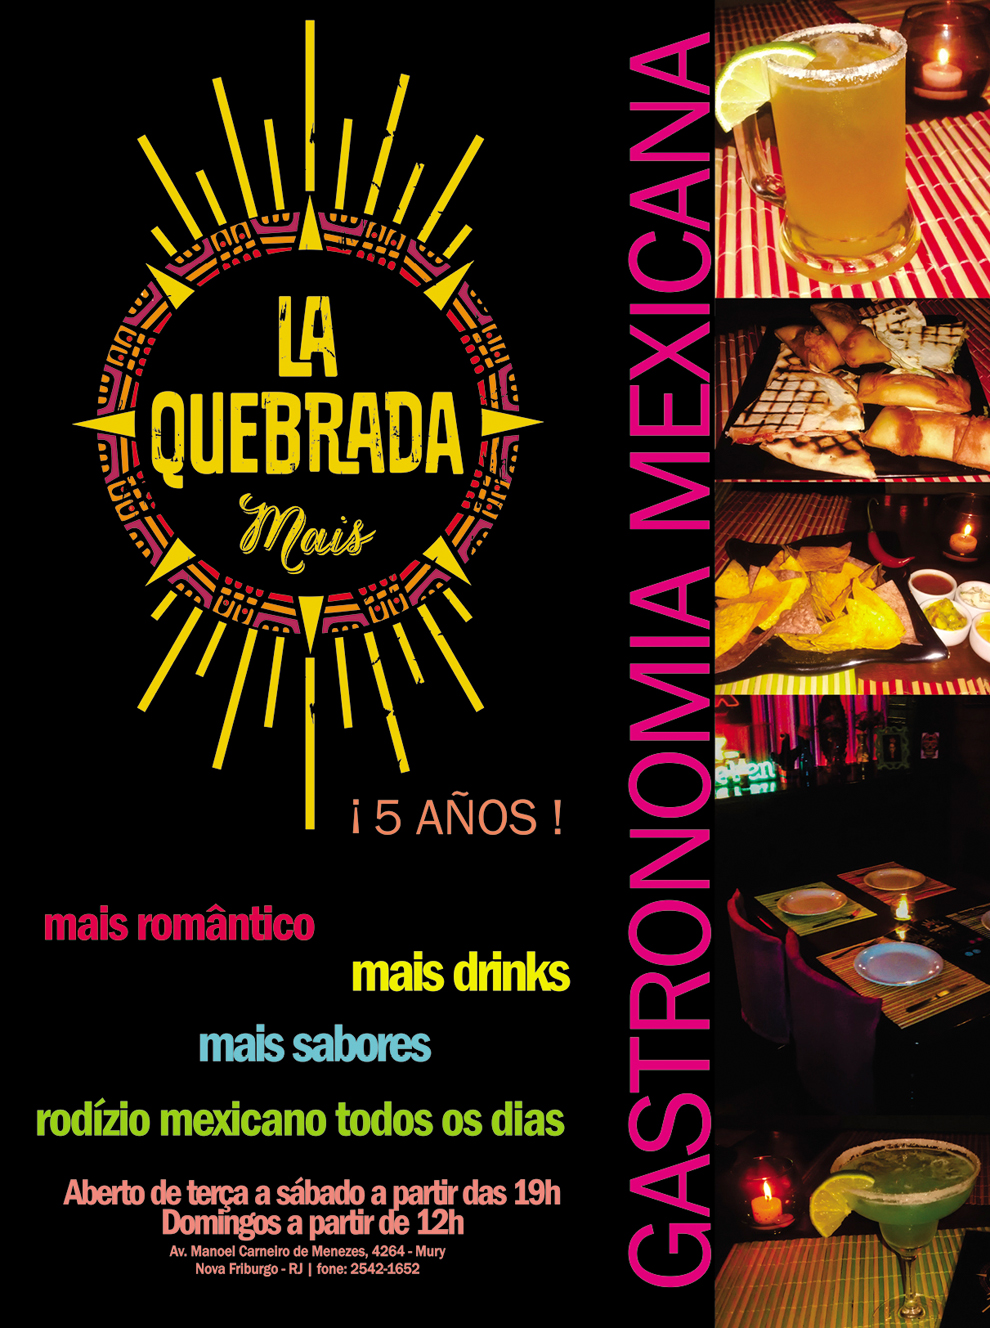 LA
QUEBRADA
Mais
¡ 5 AÑOS !
mais romântico
mais drinks
mais sabores
rodízio mexicano todos os dias
Aberto de terça a sábado a partir das 19h
Domingos a partir de 12h
Av. Manoel Carneiro de Menezes, 4264 - Mury
Nova Friburgo - RJ | fone: 2542-1652
GASTRONOMIA MEXICANA